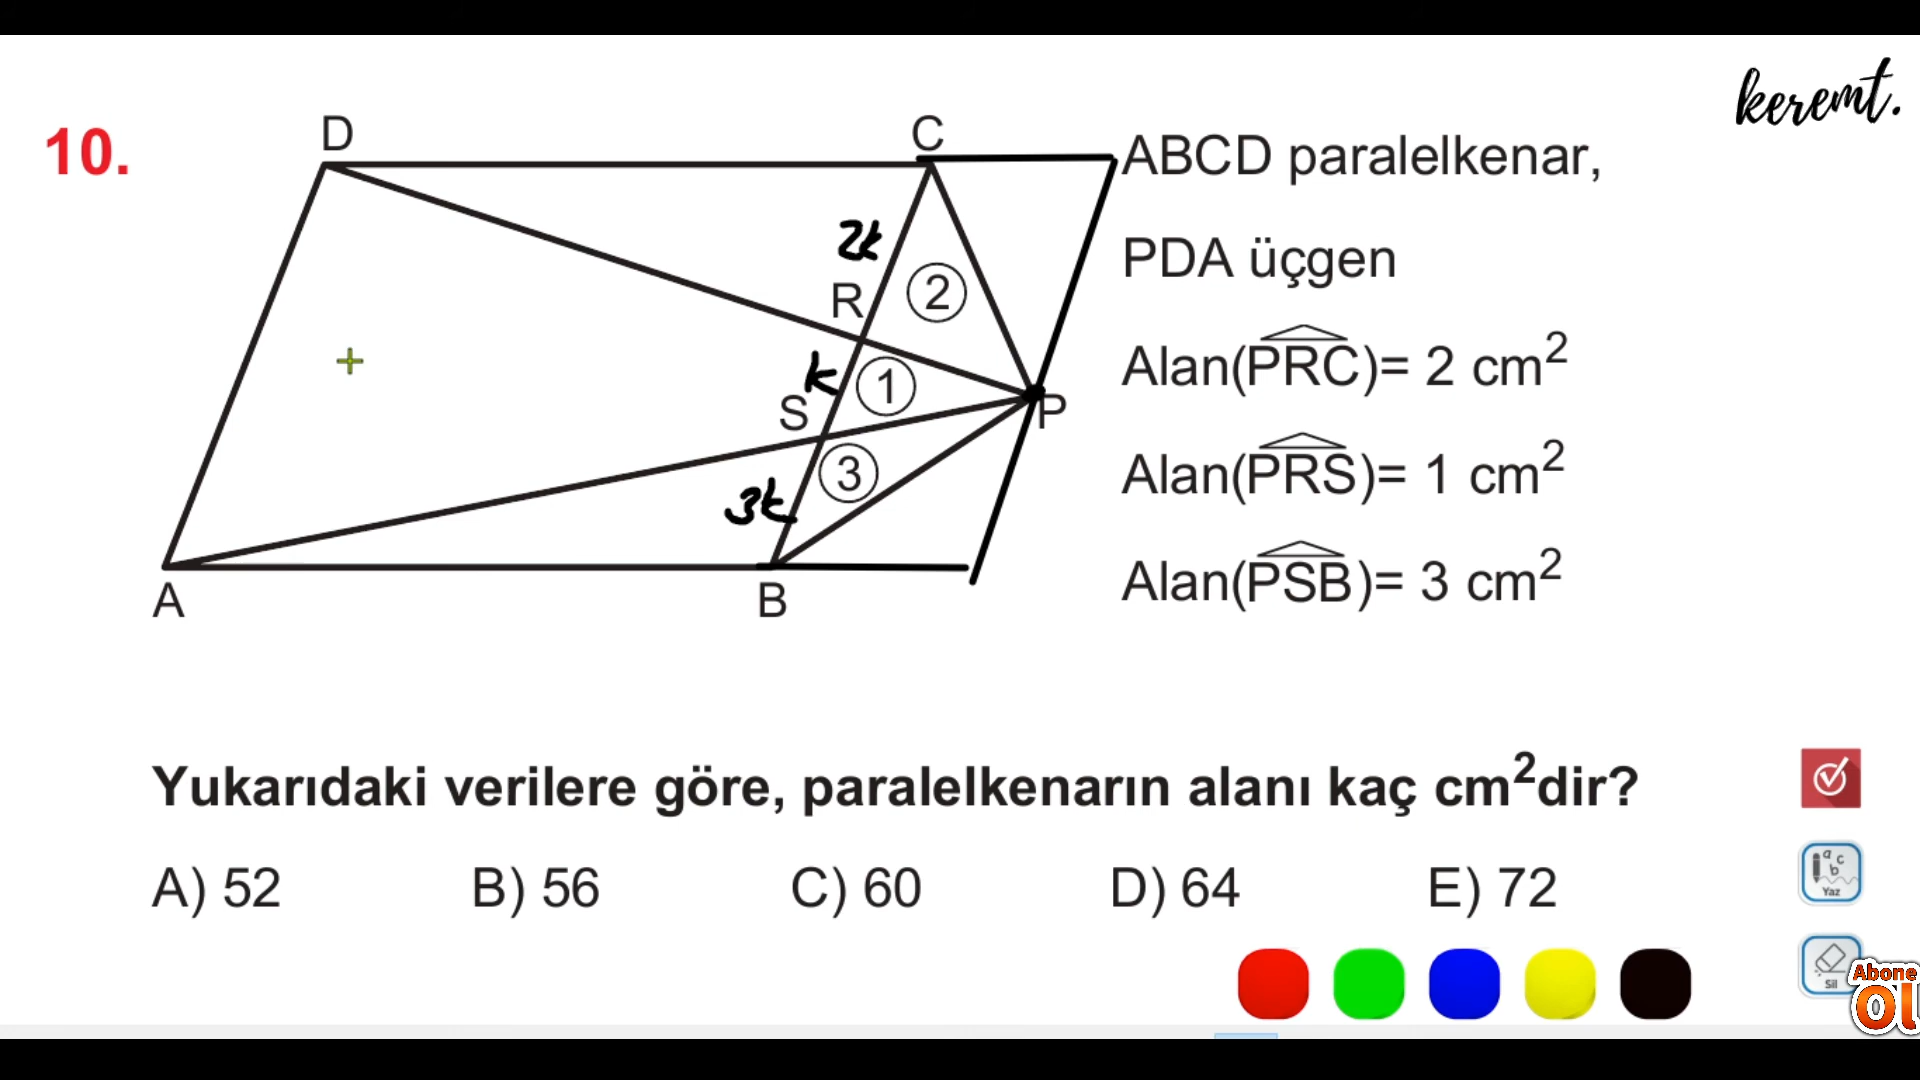 keremt.
10.
D
C
ABCD paralelkenar,
2k
PDA üçgen
R
2
Alan(PRC)= 2 cm²
k
1
S
P
3
Alan(PRS)= 1 cm²
3k
Alan(PSB)= 3 cm²
A
B
Yukarıdaki verilere göre, paralelkenarın alanı kaç cm²dir?
A) 52 B) 56 C) 60 D) 64 E) 72
a b c
Yaz
Sil
Abone
Ol